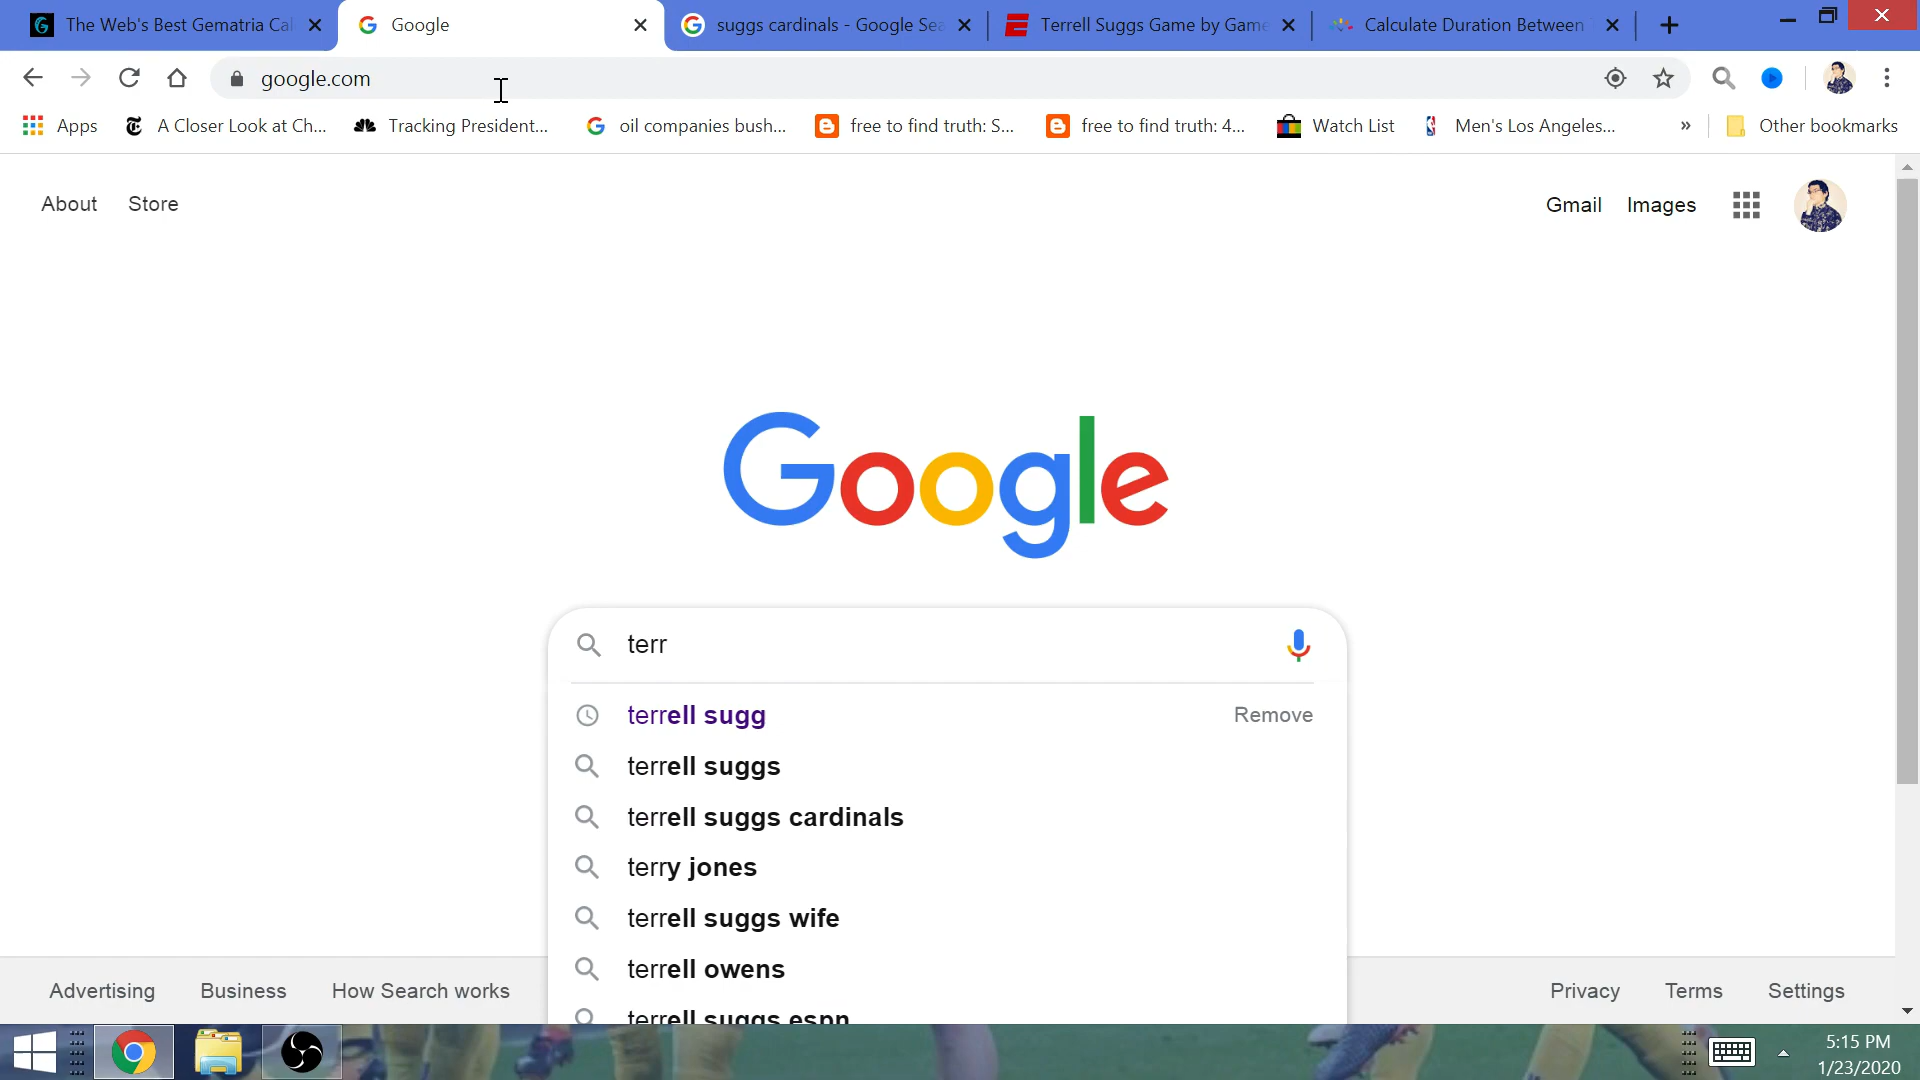 The Web's Best Gematria Cal
Google
suggs cardinals - Google Sea
Terrell Suggs Game by Game
Calculate Duration Between
google.com
Apps
A Closer Look at Ch...
Tracking President...
oil companies bush...
free to find truth: S...
free to find truth: 4...
Watch List
Men's Los Angeles...
»
Other bookmarks
About
Store
Gmail
Images
Google
terr
terrell sugg
Remove
terrell suggs
terrell suggs cardinals
terry jones
terrell suggs wife
terrell owens
terrell suggs espn
Advertising
Business
How Search works
Privacy
Terms
Settings
5:15 PM
1/23/2020